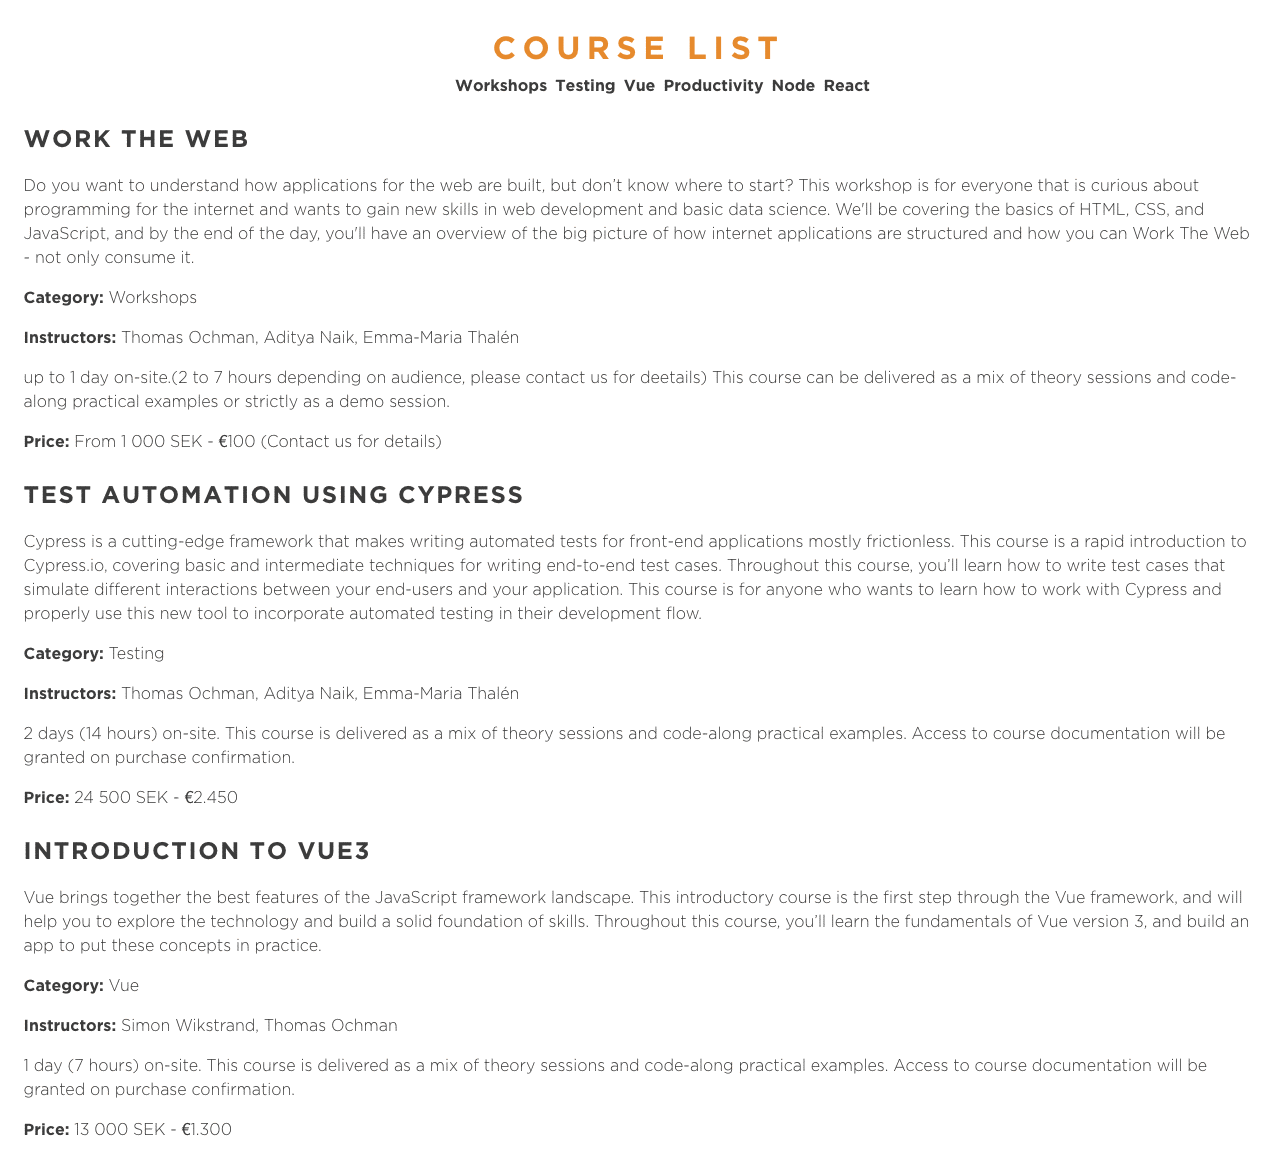 COURSE LIST
Workshops Testing Vue Productivity Node React
WORK THE WEB
Do you want to understand how applications for the web are built, but don’t know where to start? This workshop is for everyone that is curious about
programming for the internet and wants to gain new skills in web development and basic data science. We'll be covering the basics of HTML, CSS, and
JavaScript, and by the end of the day, you'll have an overview of the big picture of how internet applications are structured and how you can Work The Web
- not only consume it.
Category: Workshops
Instructors: Thomas Ochman, Aditya Naik, Emma-Maria Thalén
up to 1 day on-site.(2 to 7 hours depending on audience, please contact us for deetails) This course can be delivered as a mix of theory sessions and code-
along practical examples or strictly as a demo session.
Price: From 1 000 SEK - €100 (Contact us for details)
TEST AUTOMATION USING CYPRESS
Cypress is a cutting-edge framework that makes writing automated tests for front-end applications mostly frictionless. This course is a rapid introduction to
Cypress.io, covering basic and intermediate techniques for writing end-to-end test cases. Throughout this course, you’ll learn how to write test cases that
simulate different interactions between your end-users and your application. This course is for anyone who wants to learn how to work with Cypress and
properly use this new tool to incorporate automated testing in their development flow.
Category: Testing
Instructors: Thomas Ochman, Aditya Naik, Emma-Maria Thalén
2 days (14 hours) on-site. This course is delivered as a mix of theory sessions and code-along practical examples. Access to course documentation will be
granted on purchase confirmation.
Price: 24 500 SEK - €2.450
INTRODUCTION TO VUE3
Vue brings together the best features of the JavaScript framework landscape. This introductory course is the first step through the Vue framework, and will
help you to explore the technology and build a solid foundation of skills. Throughout this course, you’ll learn the fundamentals of Vue version 3, and build an
app to put these concepts in practice.
Category: Vue
Instructors: Simon Wikstrand, Thomas Ochman
1 day (7 hours) on-site. This course is delivered as a mix of theory sessions and code-along practical examples. Access to course documentation will be
granted on purchase confirmation.
Price: 13 000 SEK - €1.300